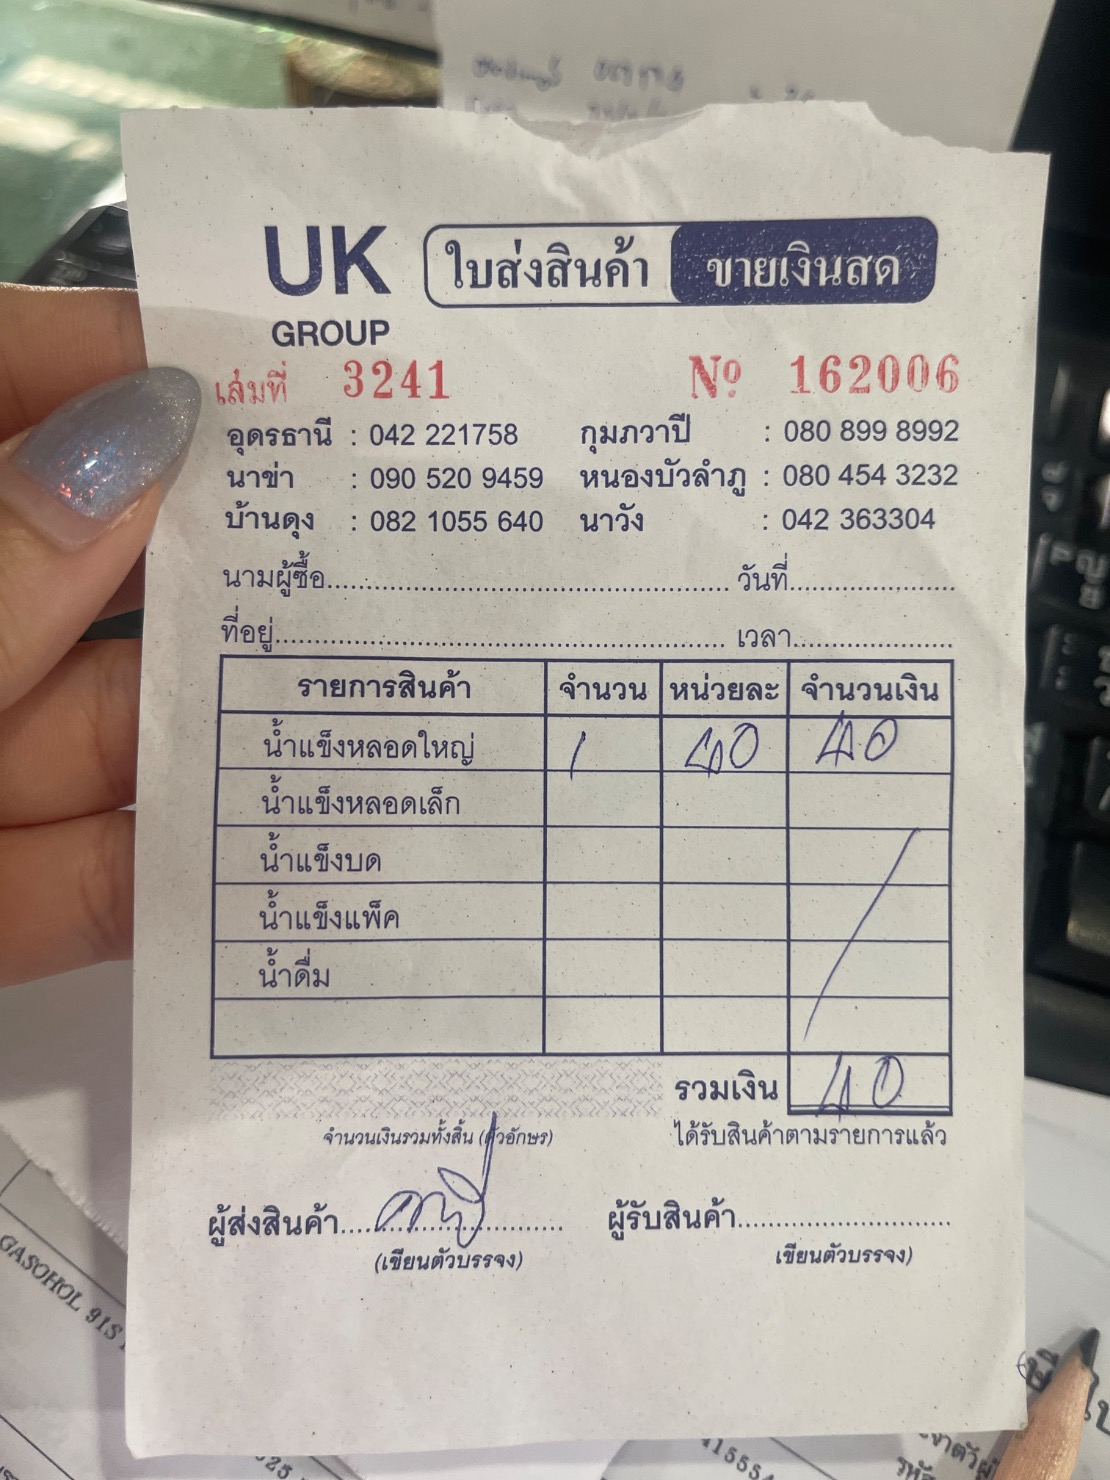 UK ใบส่งสินค้า ขายเงินสด
GROUP
เล่มที่ 3241 Nº 162006
อุดรธานี : 042 221758 กุมภวาปี : 080 899 8992
นาข่า : 090 520 9459 หนองบัวลำภู : 080 454 3232
บ้านดุง : 082 1055 640 นาวัง : 042 363304
นามผู้ซื้อ............ วันที่............
ที่อยู่............ เวลา............
รายการสินค้า จำนวน หน่วยละ จำนวนเงิน
น้ำแข็งหลอดใหญ่ 1 40 40
น้ำแข็งหลอดเล็ก
น้ำแข็งบด
น้ำแข็งแพ็ค
น้ำดื่ม
รวมเงิน 40
จำนวนเงินรวมทั้งสิ้น (ตัวอักษร) ได้รับสินค้าตามรายการแล้ว
ผู้ส่งสินค้า............ ผู้รับสินค้า............
(เขียนตัวบรรจง) เขียนตัวบรรจง)
GASOHOL 91S